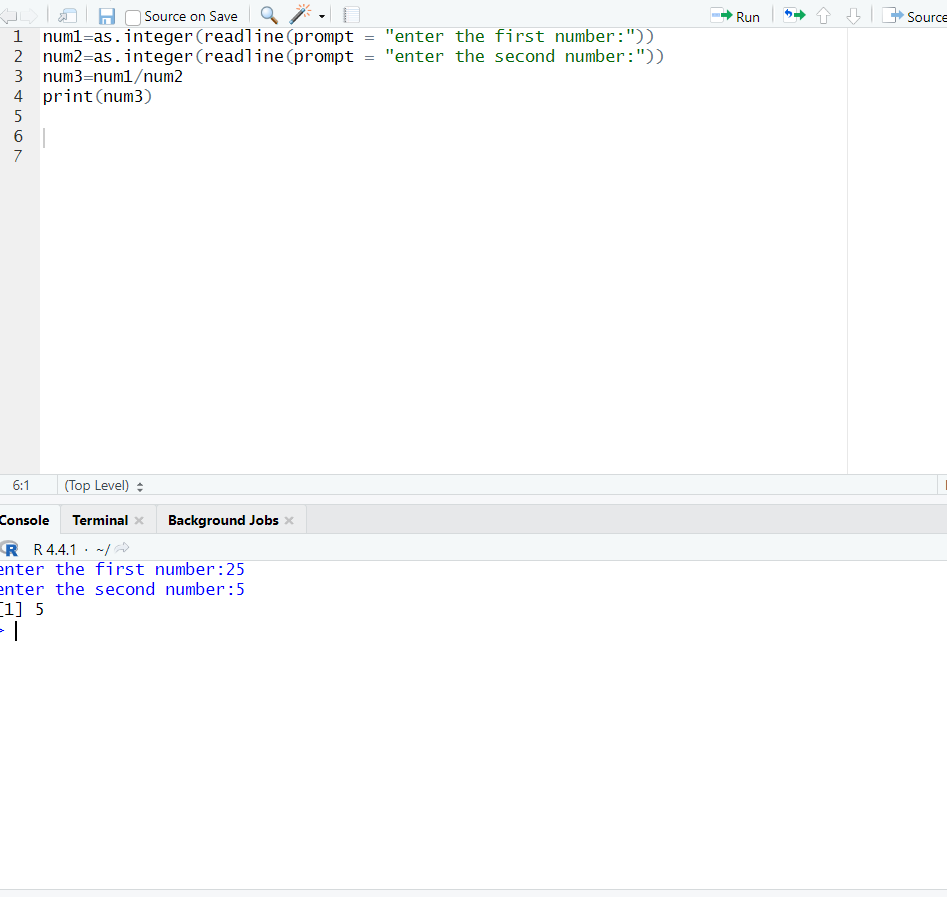 Source on Save
Run
Source
1 num1=as.integer(readline(prompt = "enter the first number:"))
2 num2=as.integer(readline(prompt = "enter the second number:"))
3 num3=num1/num2
4 print(num3)
5
6
7
6:1 (Top Level)
Console Terminal Background Jobs
R R 4.4.1 · ~/
enter the first number:25
enter the second number:5
[1] 5
>